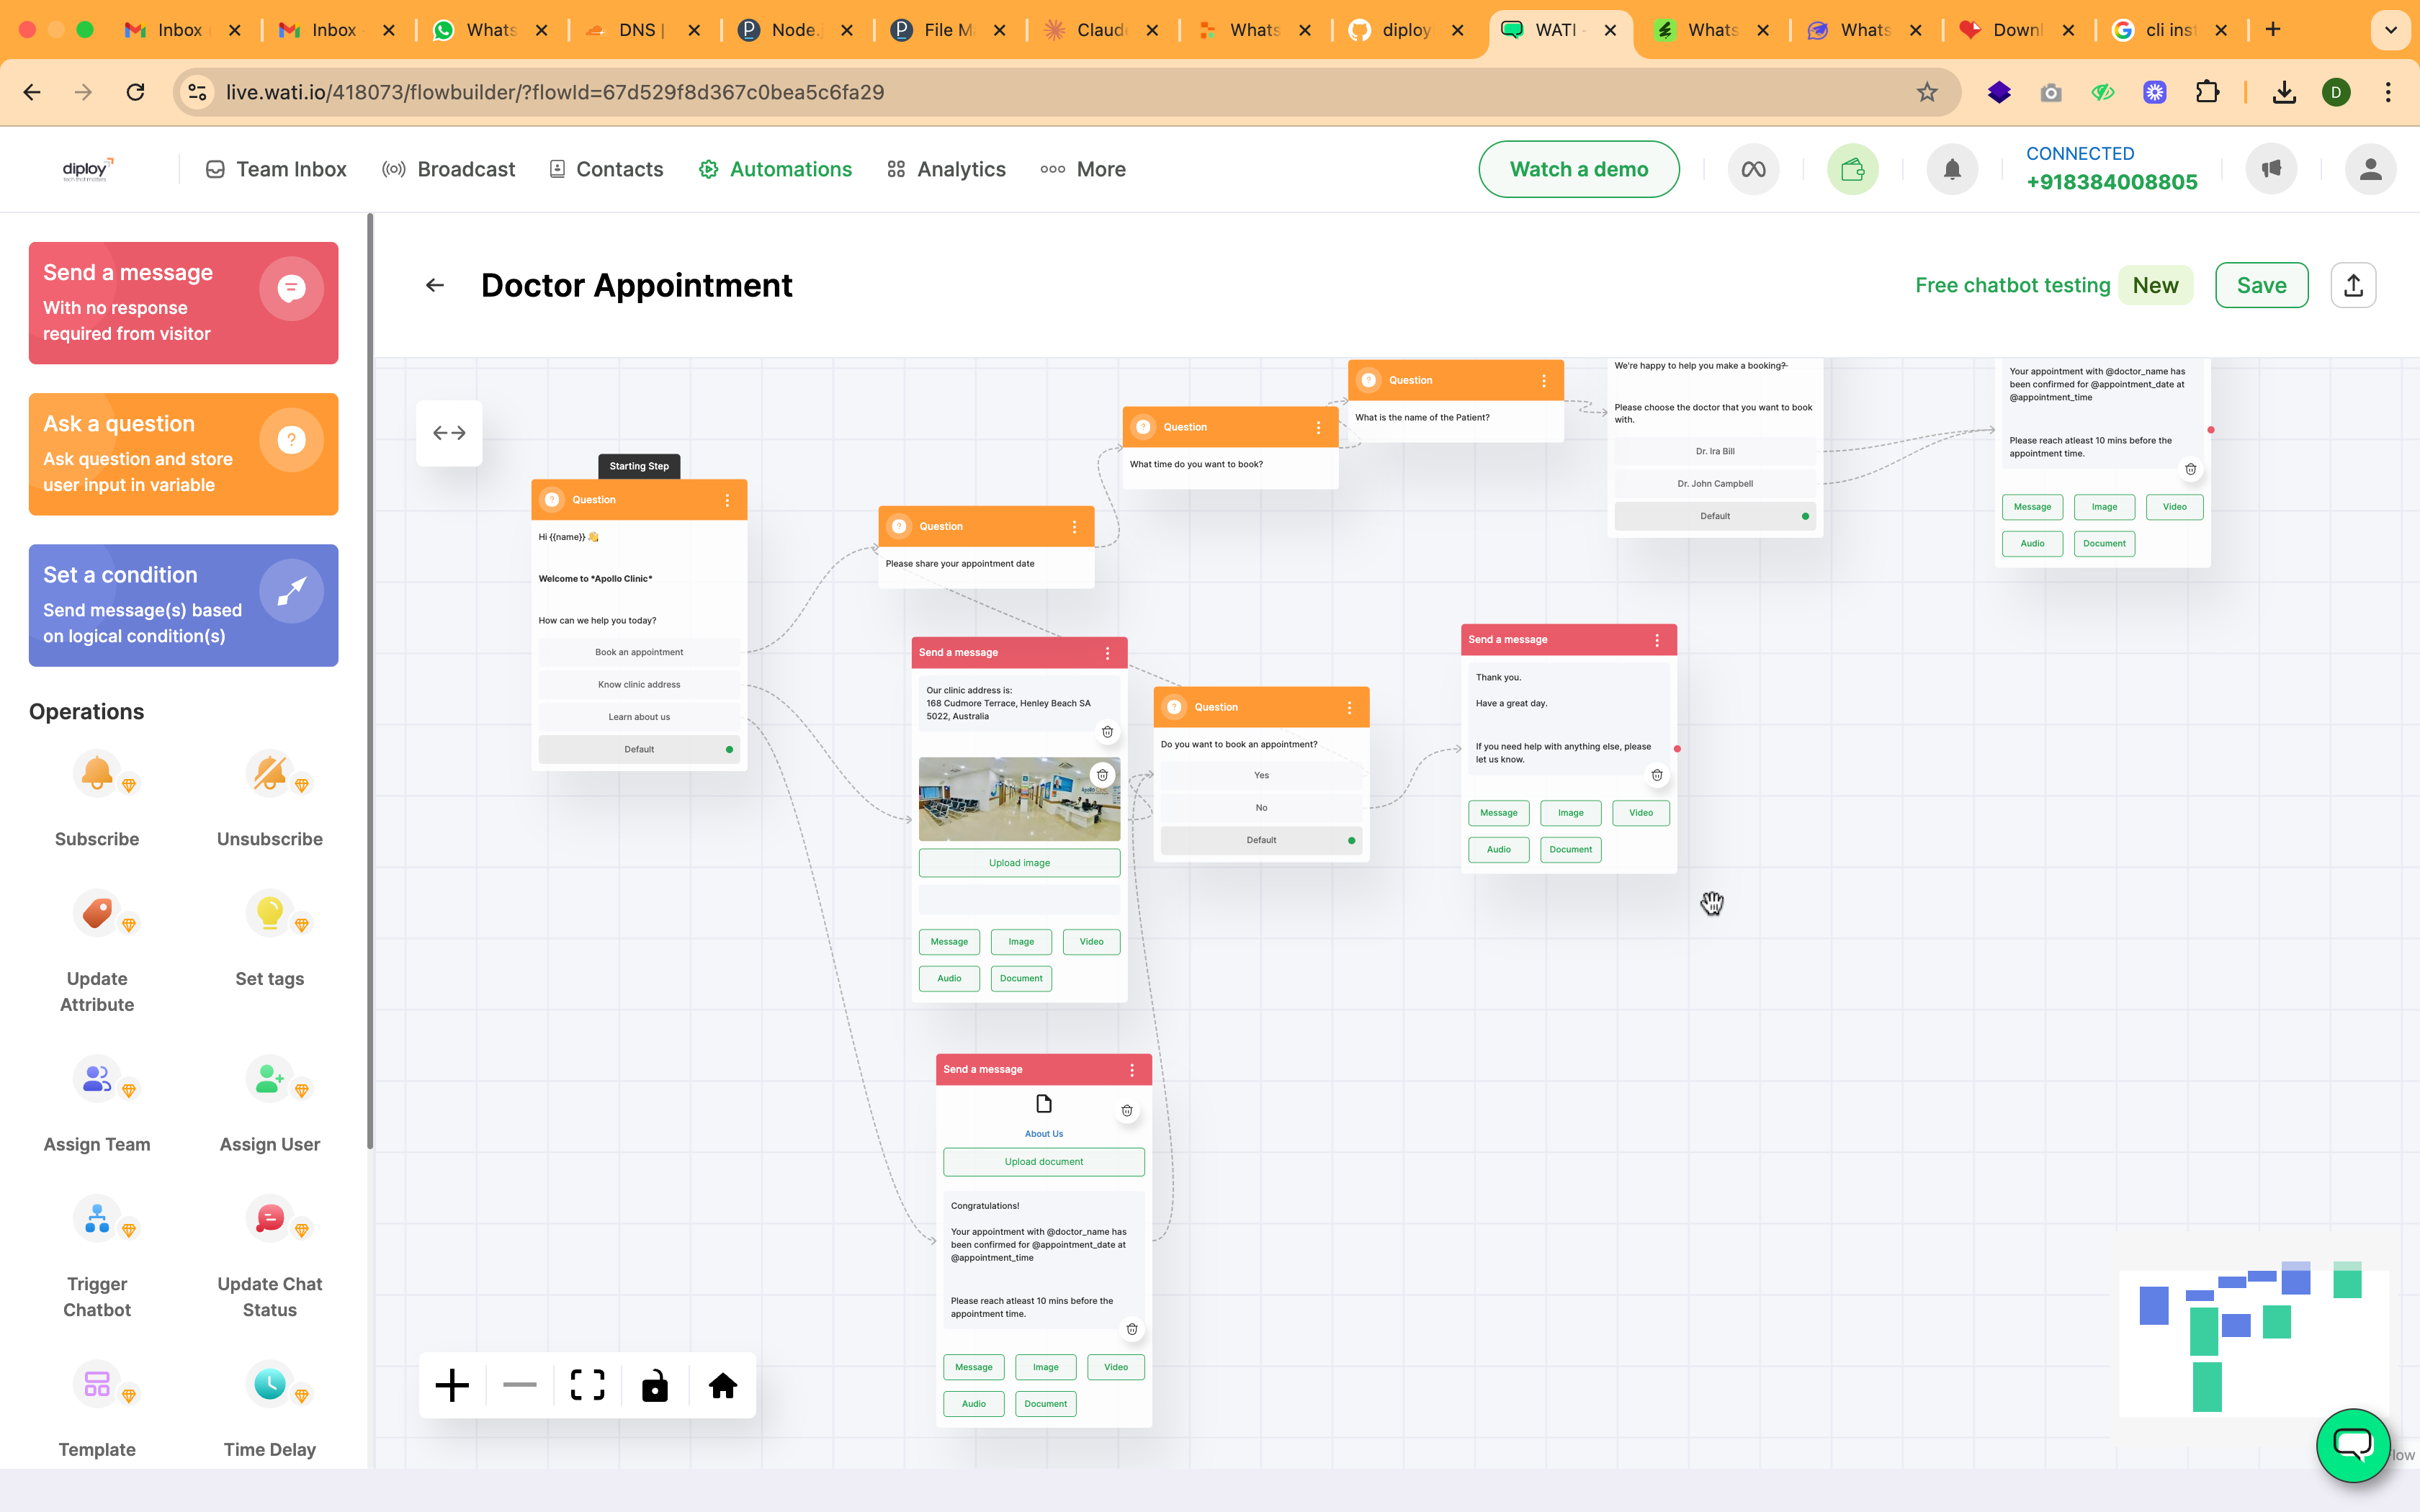 Inbox
Inbox
Whats
DNS |
Node.
File M
Claud
Whats
diploy
WATI -
Whats
Whats
Downl
cli inst
live.wati.io/418073/flowbuilder/?flowId=67d529f8d367c0bea5c6fa29
D
diploy
Team Inbox
Broadcast
Contacts
Automations
Analytics
More
Watch a demo
CONNECTED
+918384008805
Send a message
With no response
required from visitor
Ask a question
Ask question and store
user input in variable
Set a condition
Send message(s) based
on logical condition(s)
Operations
Subscribe
Unsubscribe
Update
Attribute
Set tags
Assign Team
Assign User
Trigger
Chatbot
Update Chat
Status
Template
Time Delay
Doctor Appointment
Free chatbot testing
New
Save
Starting Step
Question
Hi {{name}} 👋
Welcome to *Apollo Clinic*
How can we help you today?
Book an appointment
Know clinic address
Learn about us
Default
Question
Please share your appointment date
Question
What time do you want to book?
Question
What is the name of the Patient?
We're happy to help you make a booking?-
Please choose the doctor that you want to book
with.
Dr. Ira Bill
Dr. John Campbell
Default
Your appointment with @doctor_name has
been confirmed for @appointment_date at
@appointment_time
Please reach atleast 10 mins before the
appointment time.
Message
Image
Video
Audio
Document
Send a message
Our clinic address is:
168 Cudmore Terrace, Henley Beach SA
5022, Australia
Upload image
Message
Image
Video
Audio
Document
Question
Do you want to book an appointment?
Yes
No
Default
Send a message
Thank you.
Have a great day.
If you need help with anything else, please
let us know.
Message
Image
Video
Audio
Document
Send a message
About Us
Upload document
Congratulations!
Your appointment with @doctor_name has
been confirmed for @appointment_date at
@appointment_time
Please reach atleast 10 mins before the
appointment time.
Message
Image
Video
Audio
Document
low